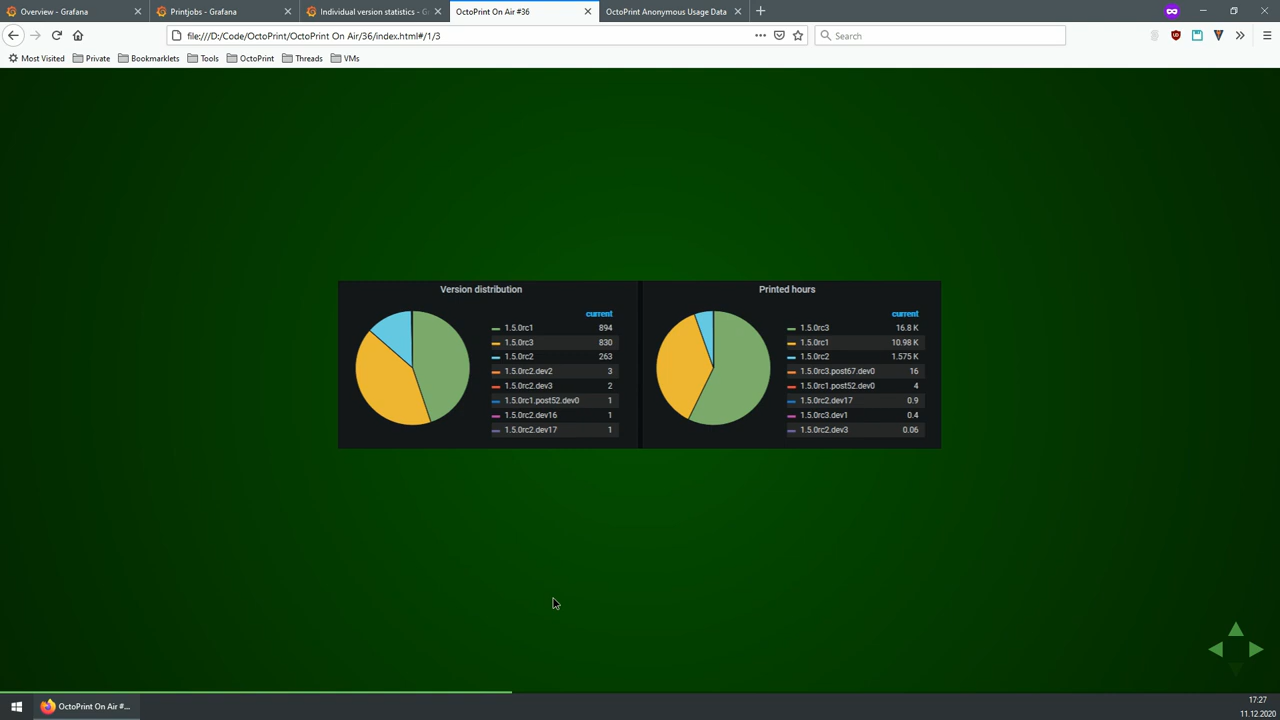 Overview - Grafana
Printjobs - Grafana
Individual version statistics - G
OctoPrint On Air #36
OctoPrint Anonymous Usage Data
file:///D:/Code/OctoPrint/OctoPrint On Air/36/index.html#/1/3
Search
Most Visited
Private
Bookmarklets
Tools
OctoPrint
Threads
VMs
Version distribution
current
1.5.0rc1 894
1.5.0rc3 830
1.5.0rc2 263
1.5.0rc2.dev2 3
1.5.0rc2.dev3 2
1.5.0rc1.post52.dev0 1
1.5.0rc2.dev16 1
1.5.0rc2.dev17 1
Printed hours
current
1.5.0rc3 16.8 K
1.5.0rc1 10.98 K
1.5.0rc2 1.575 K
1.5.0rc3.post67.dev0 16
1.5.0rc1.post52.dev0 4
1.5.0rc2.dev17 0.9
1.5.0rc3.dev1 0.4
1.5.0rc2.dev3 0.06
OctoPrint On Air #...
17:27
11.12.2020